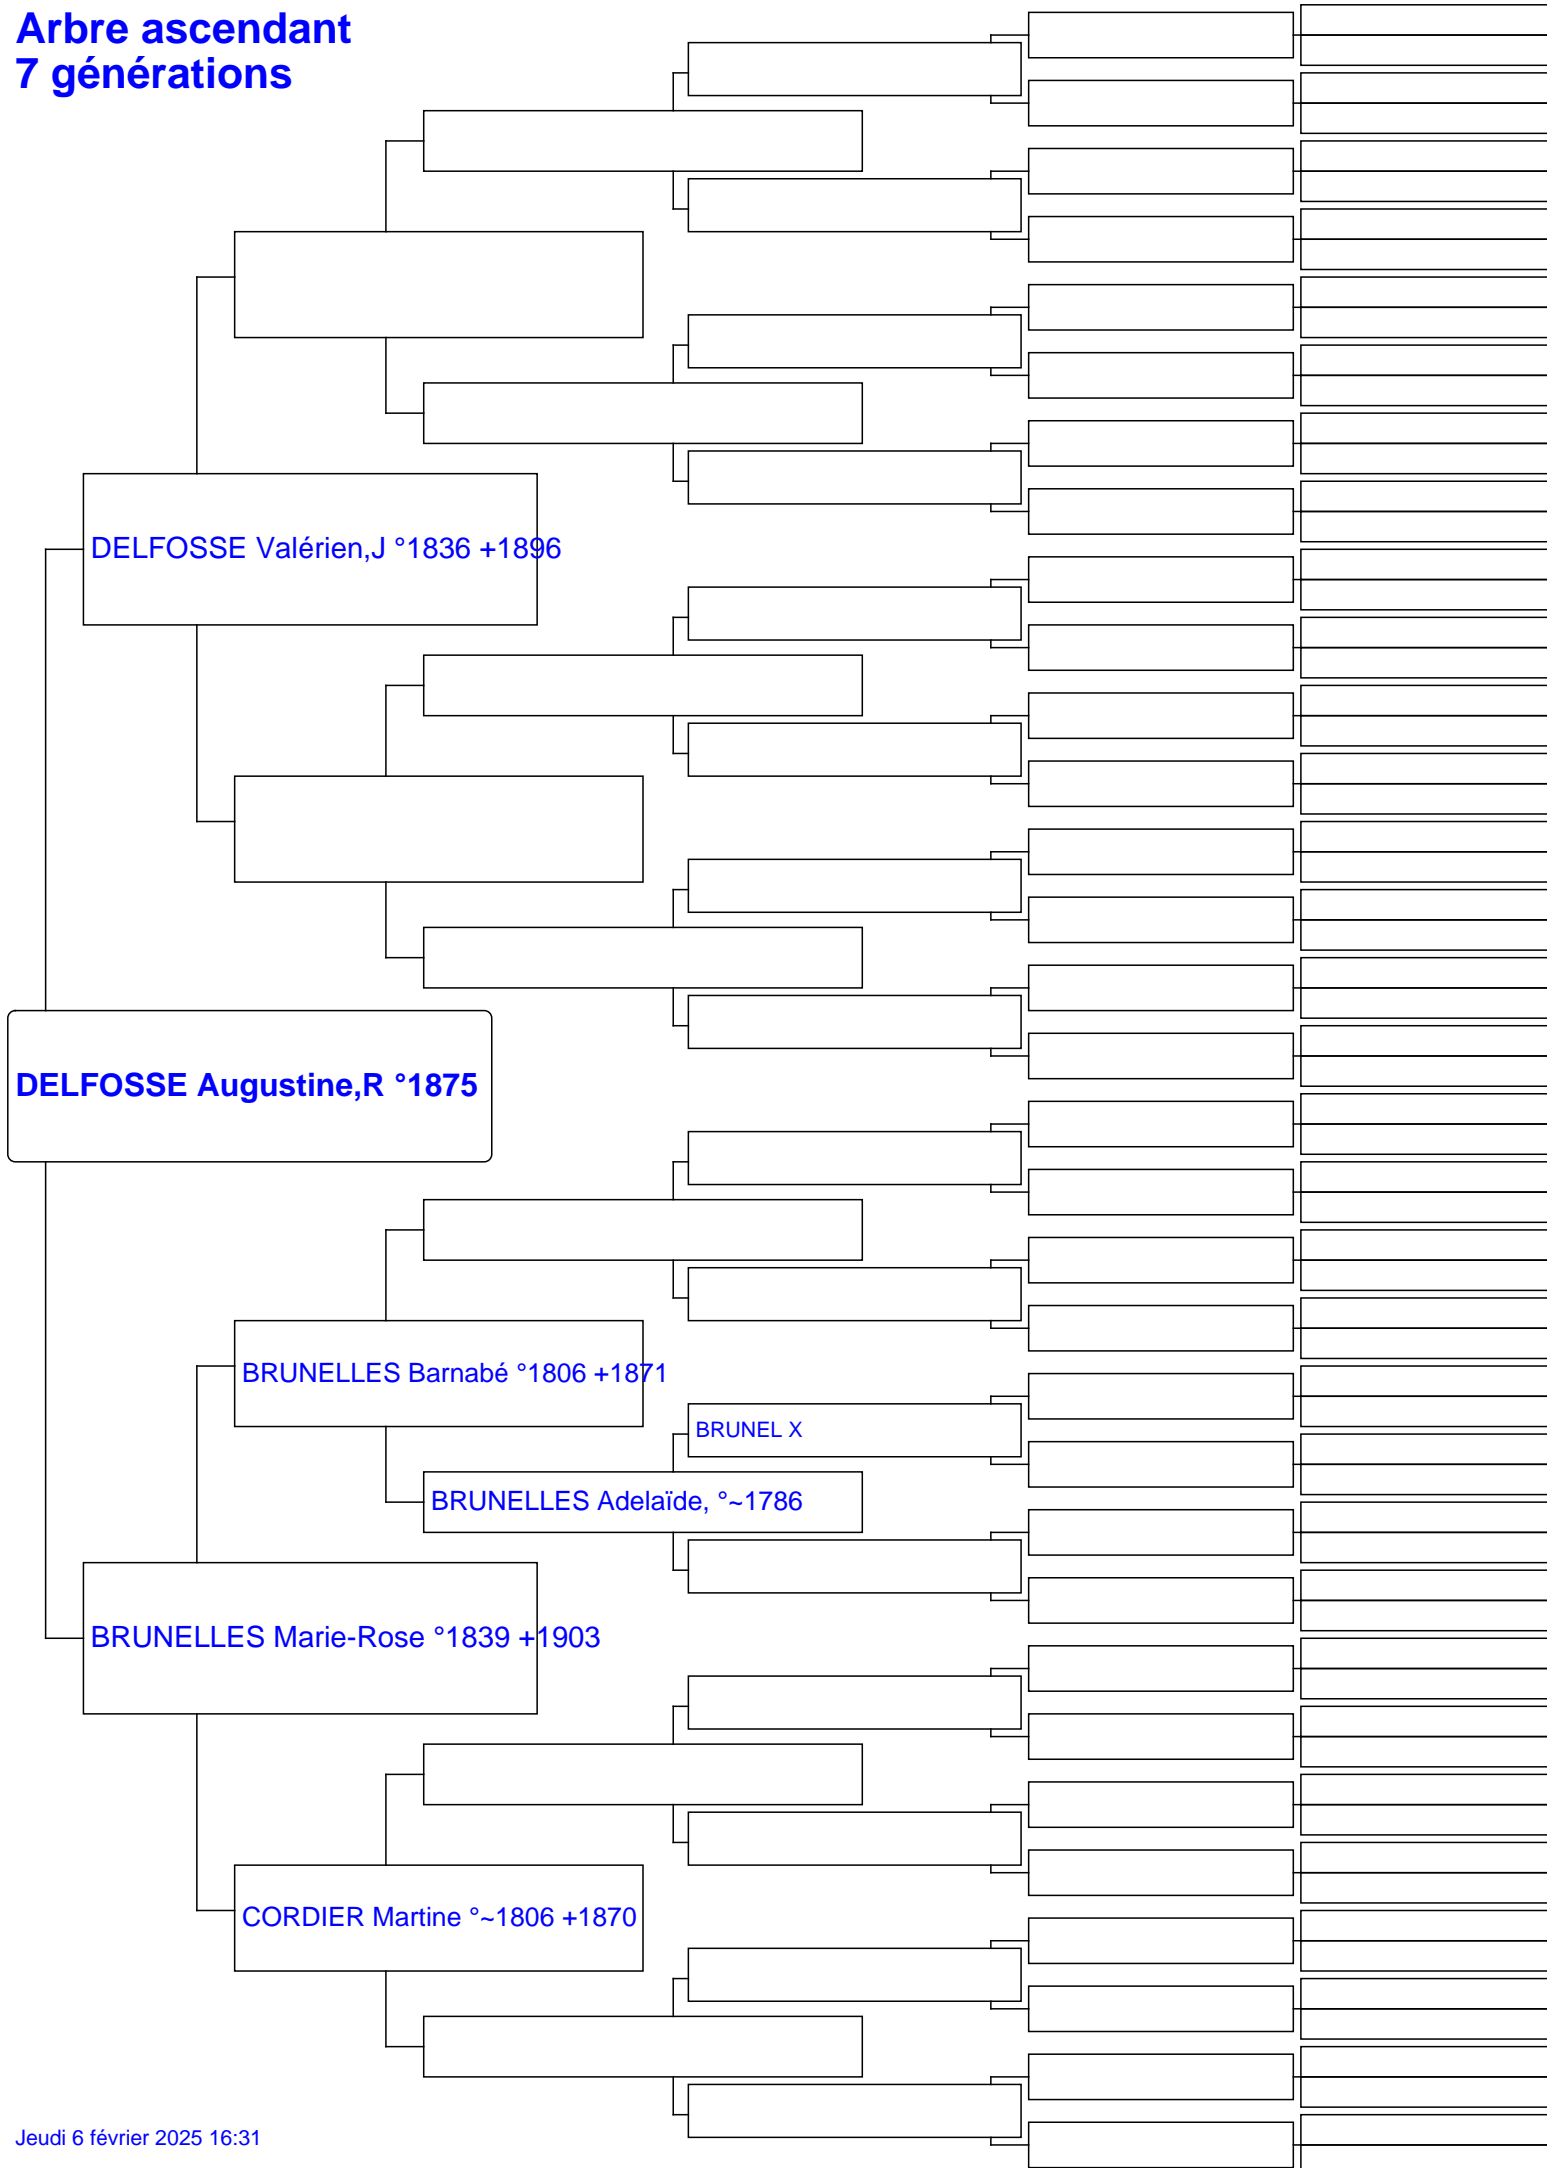 Arbre ascendant
7 générations
DELFOSSE Valérien,J °1836 +1896
DELFOSSE Augustine,R °1875
BRUNELLES Barnabé °1806 +1871
BRUNEL X
BRUNELLES Adelaïde, °~1786
BRUNELLES Marie-Rose °1839 +1903
CORDIER Martine °~1806 +1870
Jeudi 6 février 2025 16:31